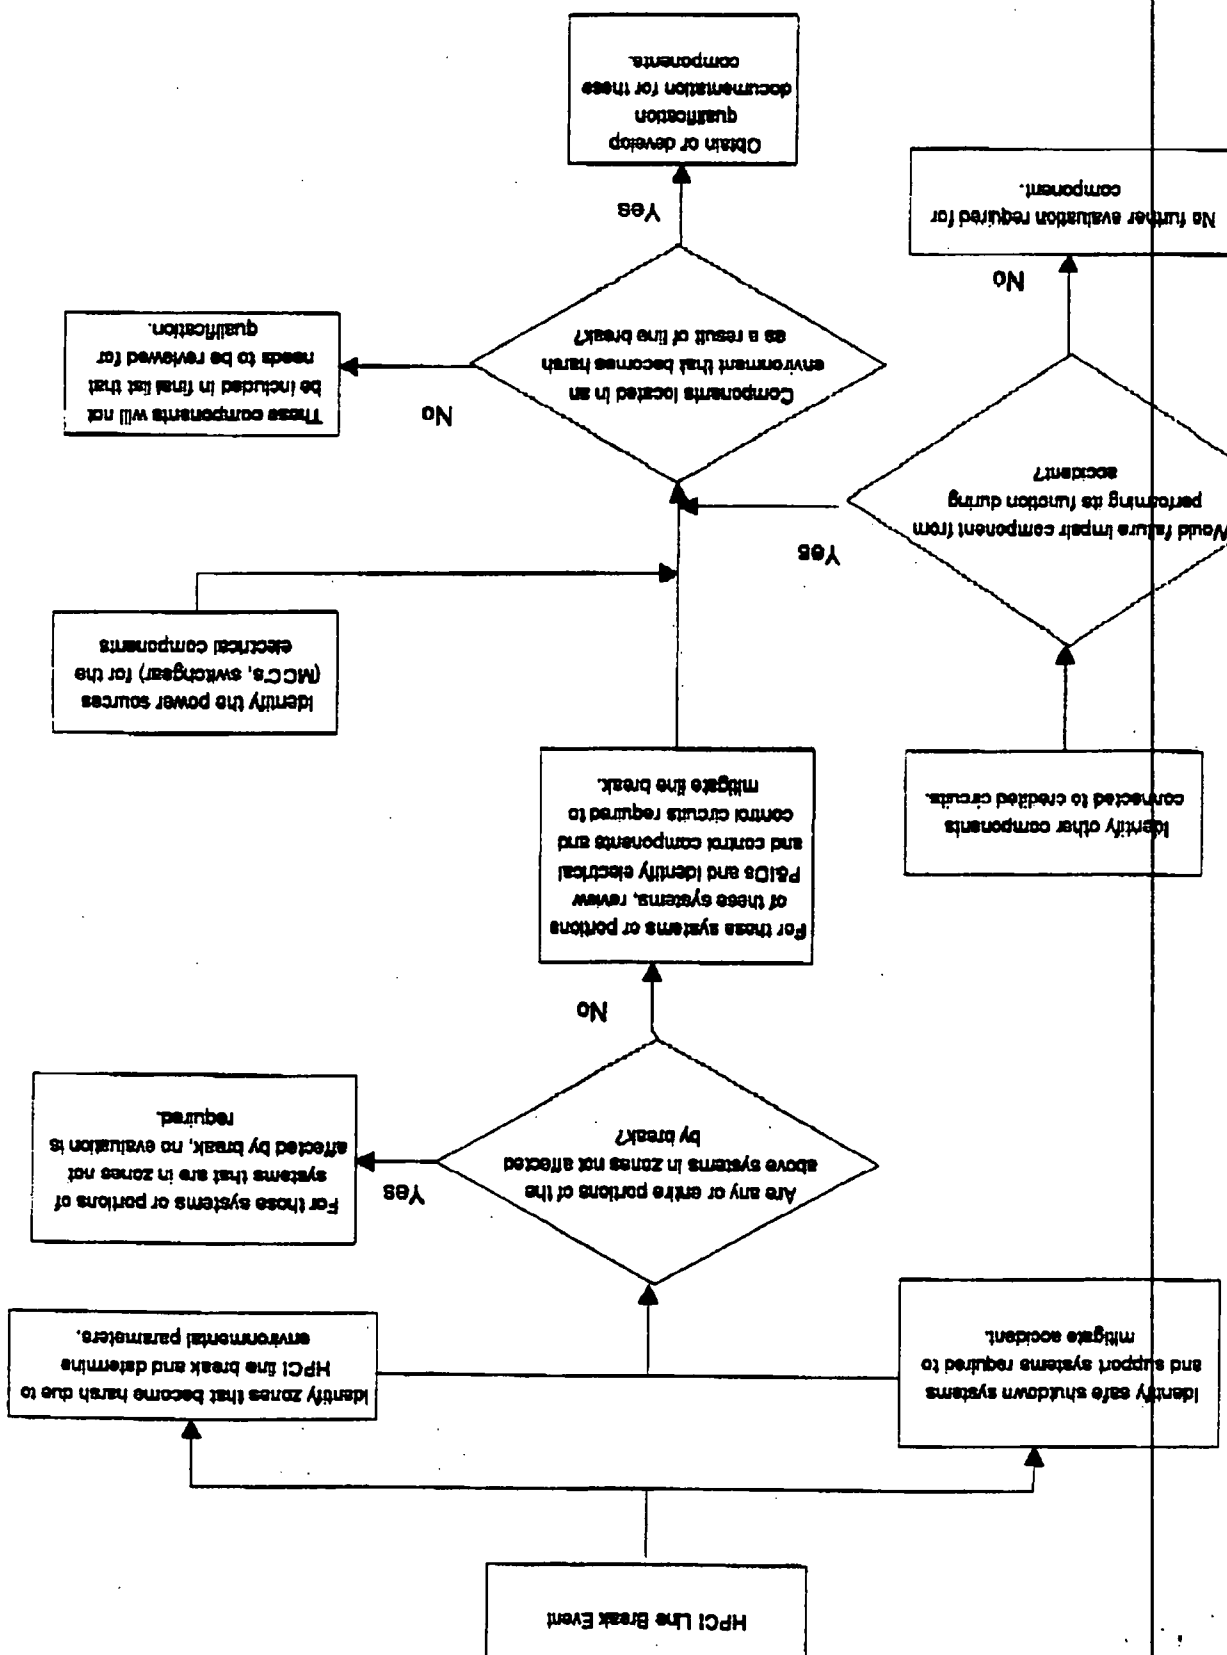 HPCI Line Break Event
Identify safe shutdown systems
and support systems required to
mitigate accident.
Identify zones that become harsh due to
HPCI line break and determine
environmental parameters.
Are any or entire portions of the
above systems in zones not affected
by break?
Yes
For those systems or portions of
systems that are in zones not
affected by break, no evaluation is
required.
No
For those systems or portions
of these systems, review
P&IDs and identify electrical
and control components and
control circuits required to
mitigate line break.
Identify other components
connected to credited circuits.
Identify the power sources
(MCC's, switchgear) for the
electrical components
Would failure impair component from
performing its function during
accident?
Yes
No
No further evaluation required for
component.
Components located in an
environment that becomes harsh
as a result of line break?
No
These components will not
be included in final list that
needs to be reviewed for
qualification.
Yes
Obtain or develop
qualification
documentation for these
components.